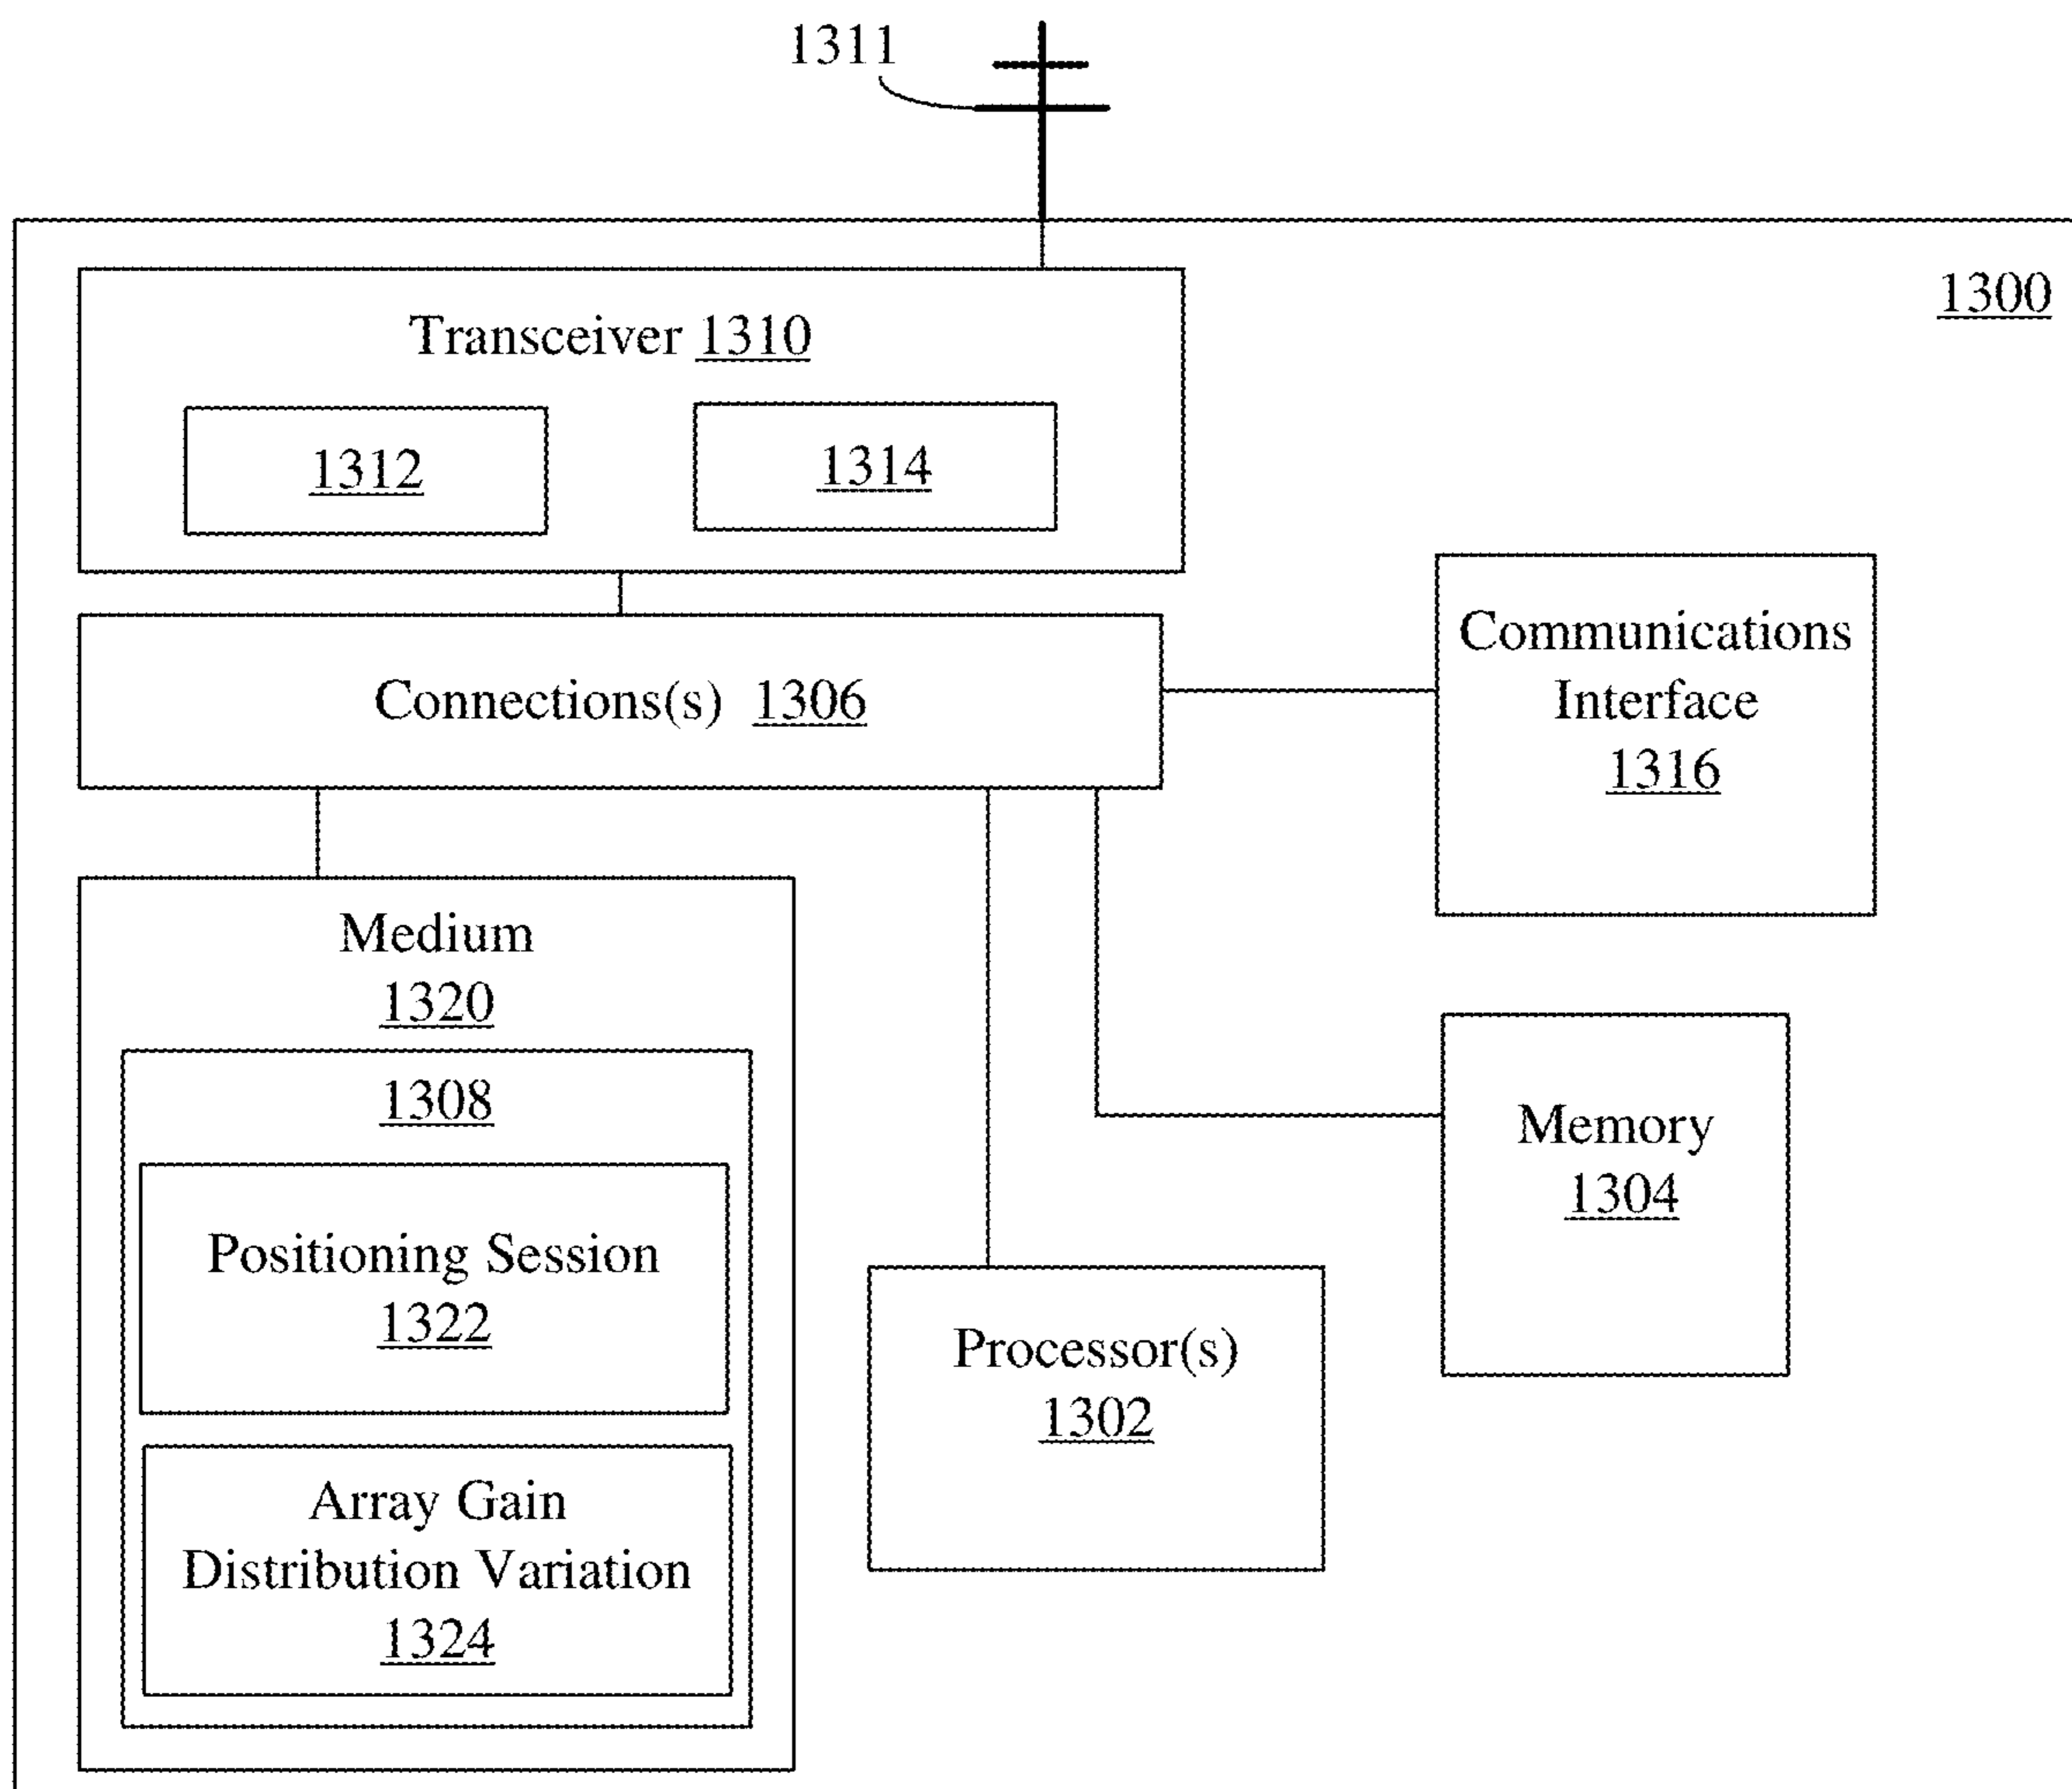 1311
1300
Transceiver 1310
1312
1314
Connections(s) 1306
Communications
Interface
1316
Medium
1320
1308
Positioning Session
1322
Array Gain
Distribution Variation
1324
Processor(s)
1302
Memory
1304